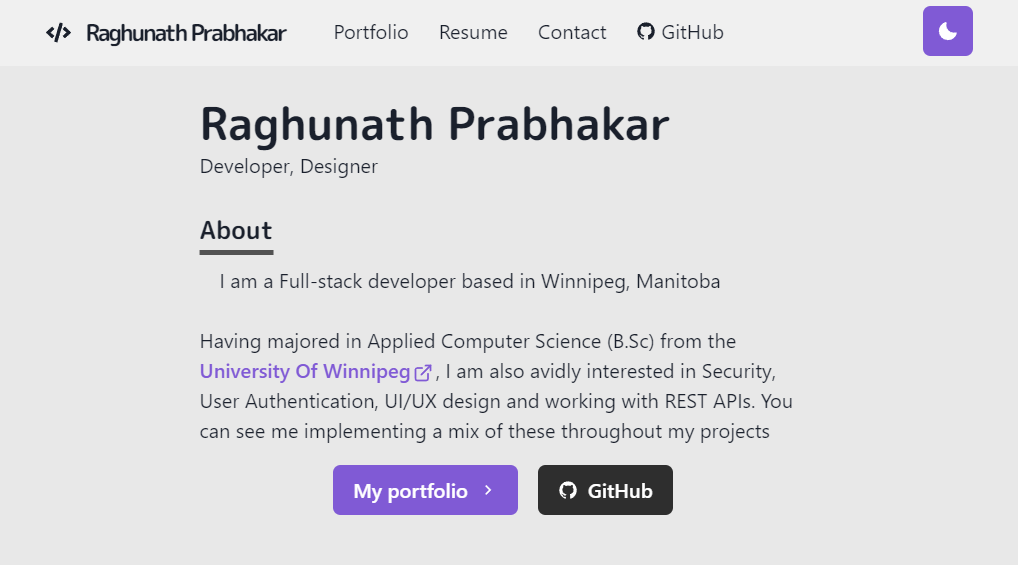 </> Raghunath Prabhakar Portfolio Resume Contact GitHub
Raghunath Prabhakar
Developer, Designer
About
I am a Full-stack developer based in Winnipeg, Manitoba
Having majored in Applied Computer Science (B.Sc) from the
University Of Winnipeg, I am also avidly interested in Security,
User Authentication, UI/UX design and working with REST APIs. You
can see me implementing a mix of these throughout my projects
My portfolio > GitHub